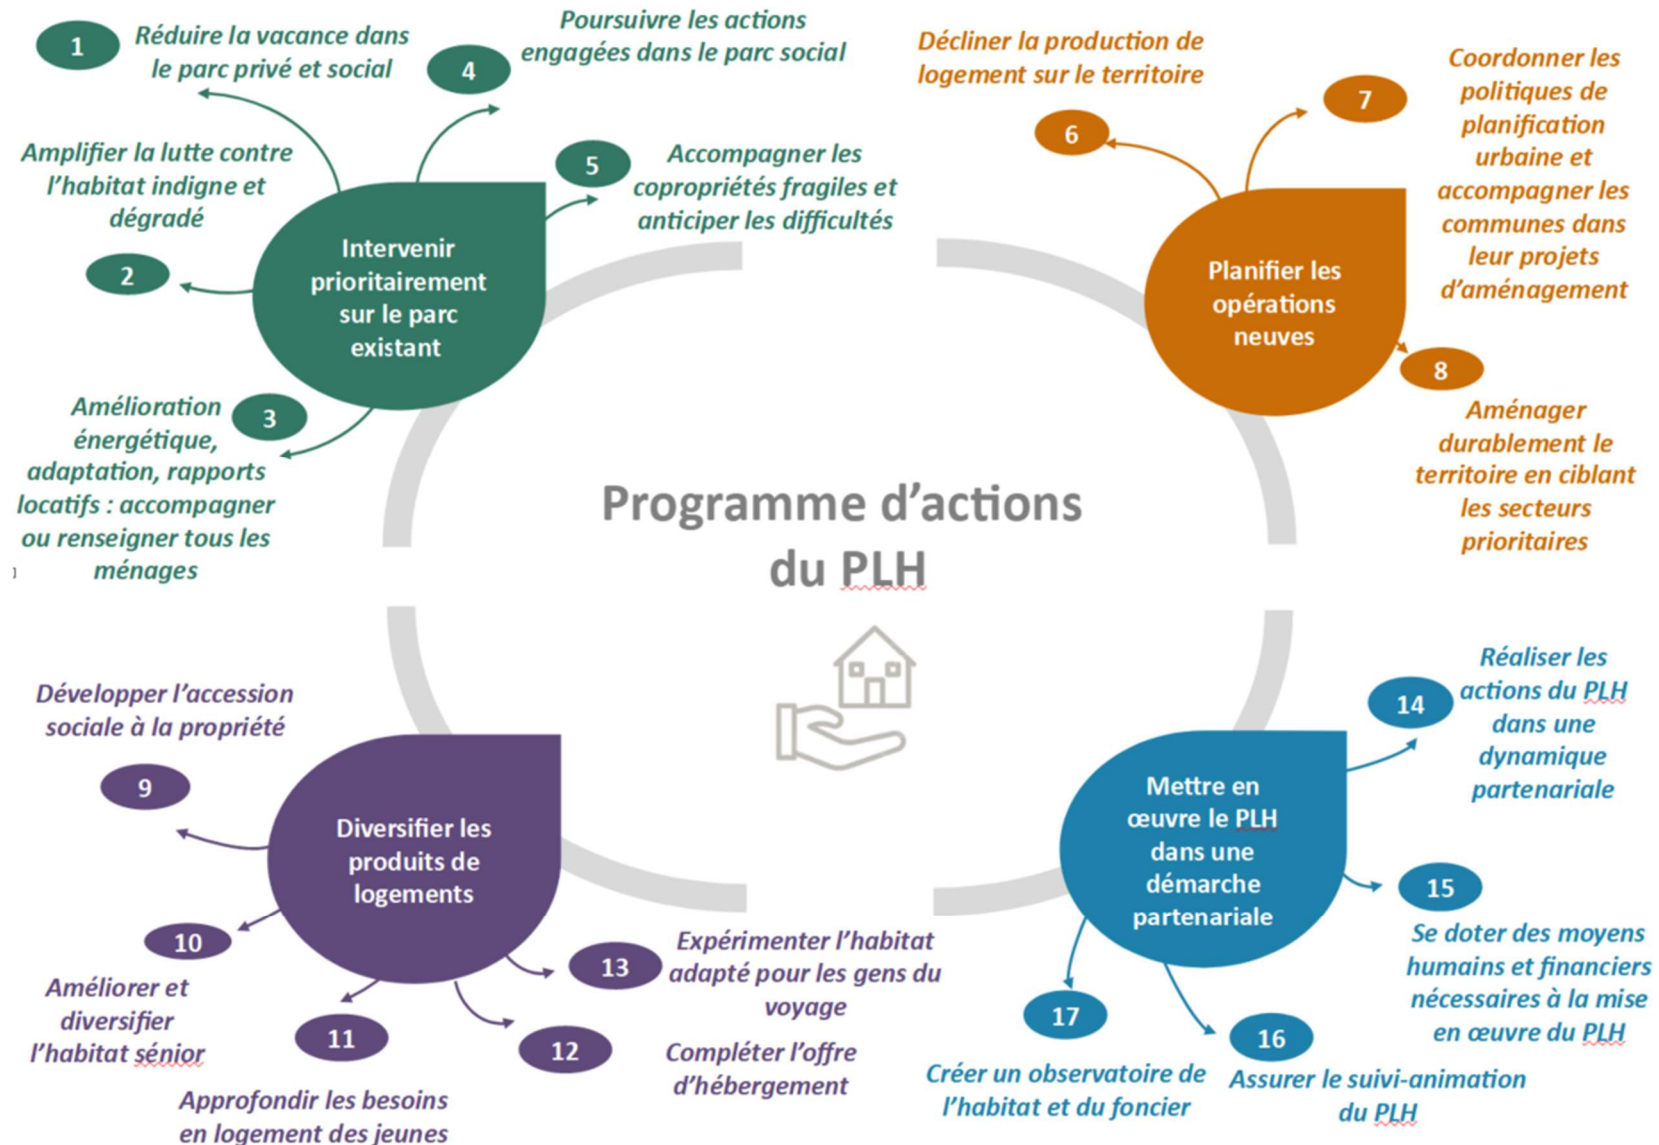 1
Réduire la vacance dans
le parc privé et social
4
Poursuivre les actions
engagées dans le parc social
Amplifier la lutte contre
l'habitat indigne et
dégradé
5
Accompagner les
copropriétés fragiles et
anticiper les difficultés
2
Intervenir
prioritairement
sur le parc
existant
3
Amélioration
énergétique,
adaptation, rapports
locatifs : accompagner
ou renseigner tous les
ménages
Décliner la production de
logement sur le territoire
6
7
Coordonner les
politiques de
planification
urbaine et
accompagner les
communes dans
leur projets
d'aménagement
Planifier les
opérations
neuves
8
Aménager
durablement le
territoire en ciblant
les secteurs
prioritaires
Programme d'actions
du PLH
Développer l'accession
sociale à la propriété
9
Diversifier les
produits de
logements
10
Améliorer et
diversifier
l'habitat sénior
11
Approfondir les besoins
en logement des jeunes
12
Compléter l'offre
d'hébergement
13
Expérimenter l'habitat
adapté pour les gens du
voyage
14
Réaliser les
actions du PLH
dans une
dynamique
partenariale
Mettre en
œuvre le PLH
dans une
démarche
partenariale
15
Se doter des moyens
humains et financiers
nécessaires à la mise
en œuvre du PLH
16
Assurer le suivi-animation
du PLH
17
Créer un observatoire de
l'habitat et du foncier